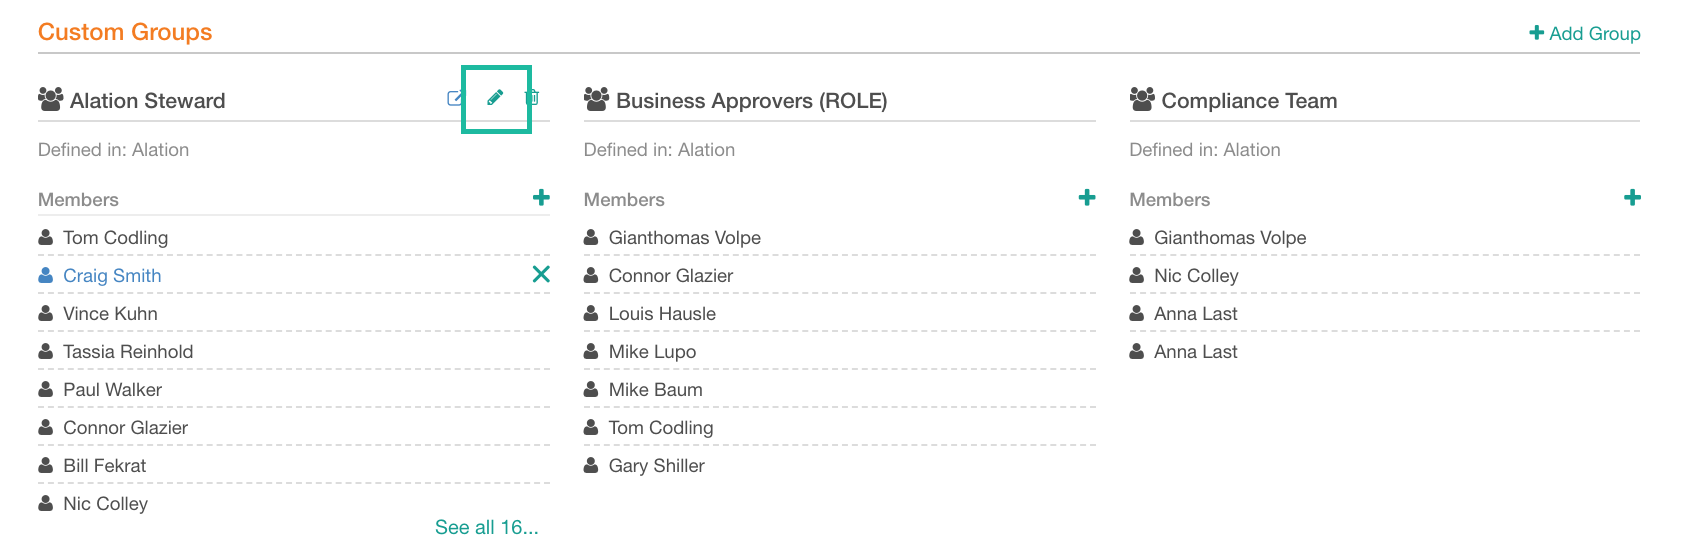 Custom Groups
Add Group
Alation Steward
Defined in: Alation
Members
Tom Codling
Craig Smith
Vince Kuhn
Tassia Reinhold
Paul Walker
Connor Glazier
Bill Fekrat
Nic Colley
See all 16...
Business Approvers (ROLE)
Defined in: Alation
Members
Gianthomas Volpe
Connor Glazier
Louis Hausle
Mike Lupo
Mike Baum
Tom Codling
Gary Shiller
Compliance Team
Defined in: Alation
Members
Gianthomas Volpe
Nic Colley
Anna Last
Anna Last